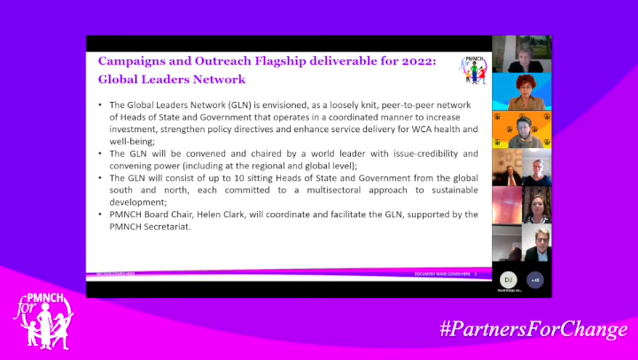 Campaigns and Outreach Flagship deliverable for 2022:
Global Leaders Network
PMNCH
• The Global Leaders Network (GLN) is envisioned, as a loosely knit, peer-to-peer network
of Heads of State and Government that operates in a coordinated manner to increase
investment, strengthen policy directives and enhance service delivery for WCA health and
well-being;
• The GLN will be convened and chaired by a world leader with issue-credibility and
convening power (including at the regional and global level);
• The GLN will consist of up to 10 sitting Heads of State and Government from the global
south and north, each committed to a multisectoral approach to sustainable
development;
• PMNCH Board Chair, Helen Clark, will coordinate and facilitate the GLN, supported by the
PMNCH Secretariat.
DOCUMENT NAME COMES HERE
DJ
for PMNCH
#PartnersForChange